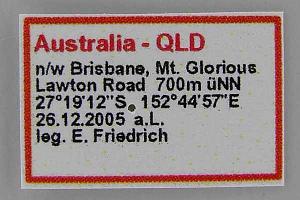 Australia - QLD
n/w Brisbane, Mt. Glorious
Lawton Road 700m üNN
27°19'12"S, 152°44'57"E
26.12.2005 a.L.
leg. E. Friedrich